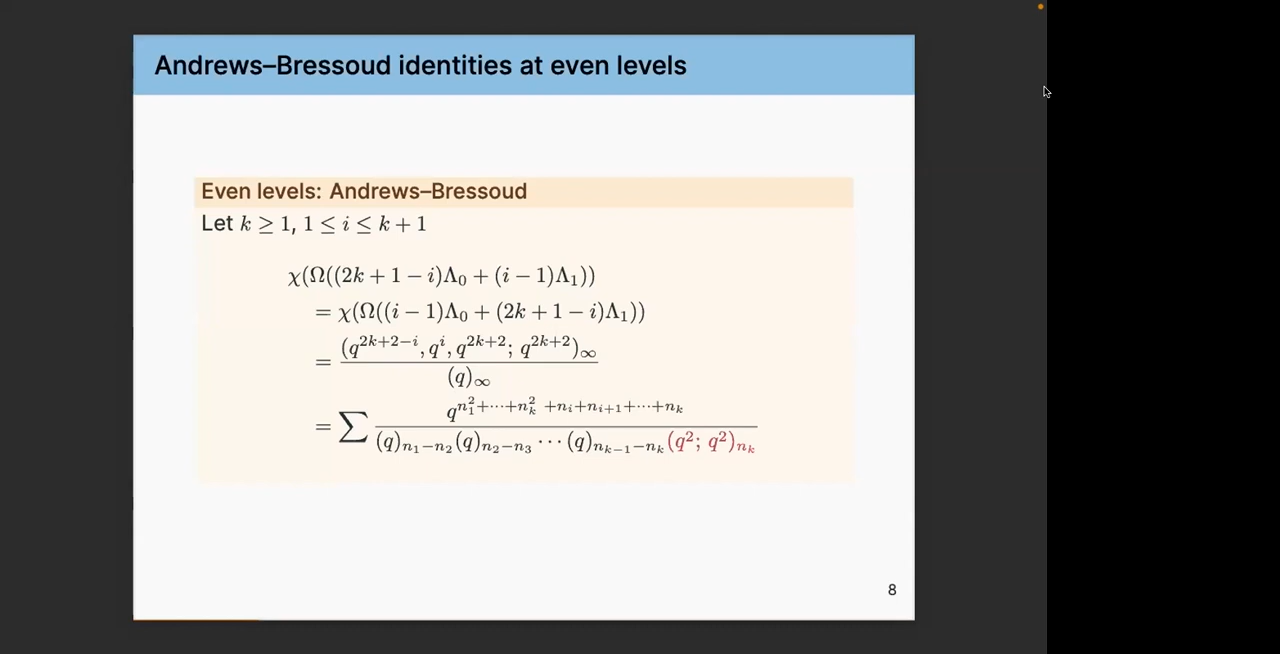 Andrews–Bressoud identities at even levels
Even levels: Andrews–Bressoud
Let k ≥ 1, 1 ≤ i ≤ k + 1
χ(Ω((2k + 1 − i)Λ₀ + (i − 1)Λ₁))
= χ(Ω((i − 1)Λ₀ + (2k + 1 − i)Λ₁))
= \frac{(q^{2k+2−i}, q^i, q^{2k+2}; q^{2k+2})_∞}{(q)_∞}
= ∑ \frac{q^{n_1^2+⋯+n_k^2 +n_i+n_{i+1}+⋯+n_k}}{(q)_{n_1−n_2}(q)_{n_2−n_3} ⋯ (q)_{n_{k−1}−n_k}(q^2; q^2)_{n_k}}
8